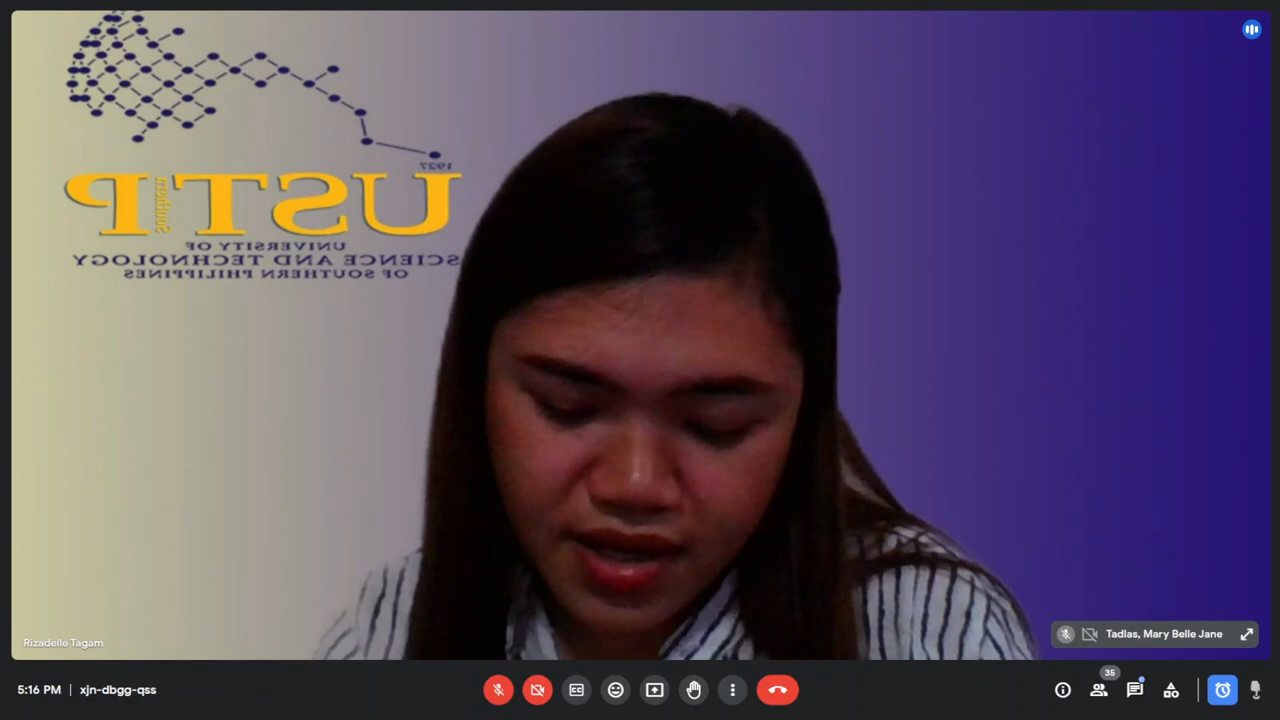 1927
USTP
Southern
UNIVERSITY OF
SCIENCE AND TECHNOLOGY
OF SOUTHERN PHILIPPINES
Rizadelle Tagam
Tadlas, Mary Belle Jane
5:16 PM | xjn-dbgg-qss
CC
35